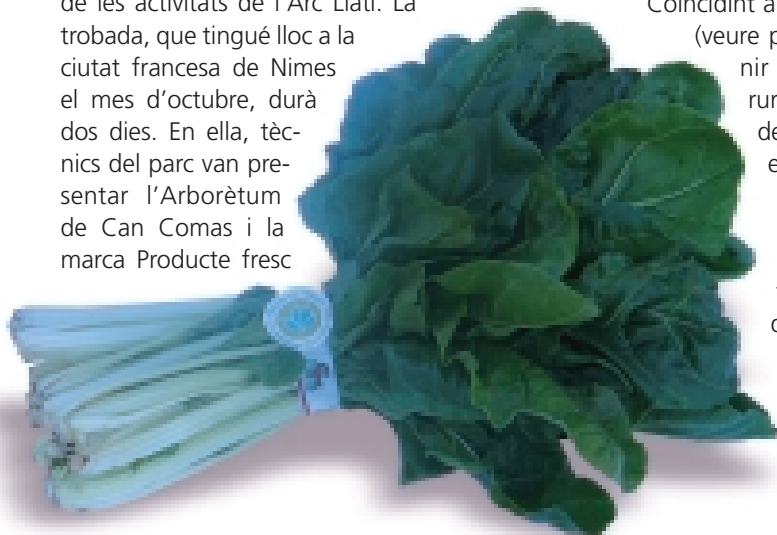 de les activitats de l'Arc Llatí. La
trobada, que tingué lloc a la
ciutat francesa de Nimes
el mes d'octubre, durà
dos dies. En ella, tèc-
nics del parc van pre-
sentar l'Arborètum
de Can Comas i la
marca Producte fresc
Coincidint a
(veure p
nir
rur
de
e